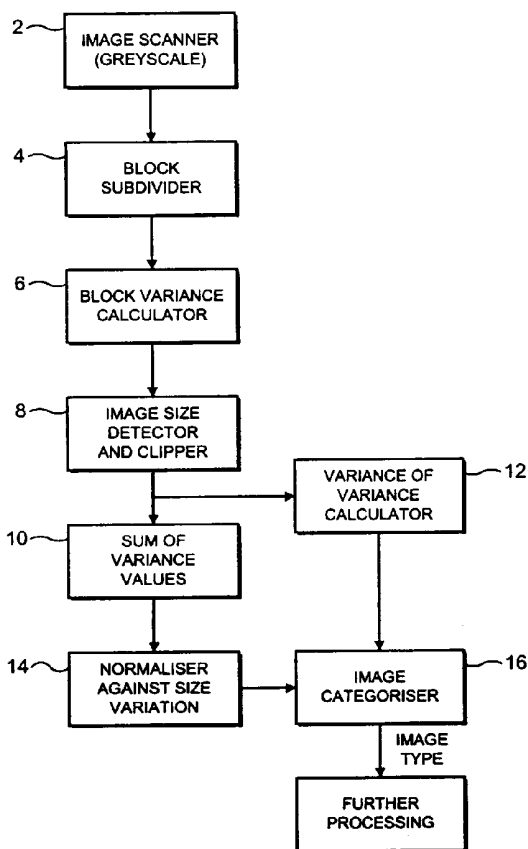 2
IMAGE SCANNER
(GREYSCALE)
4
BLOCK
SUBDIVIDER
6
BLOCK VARIANCE
CALCULATOR
8
IMAGE SIZE
DETECTOR
AND CLIPPER
12
VARIANCE OF
VARIANCE
CALCULATOR
10
SUM OF
VARIANCE
VALUES
14
NORMALISER
AGAINST SIZE
VARIATION
16
IMAGE
CATEGORISER
IMAGE
TYPE
FURTHER
PROCESSING